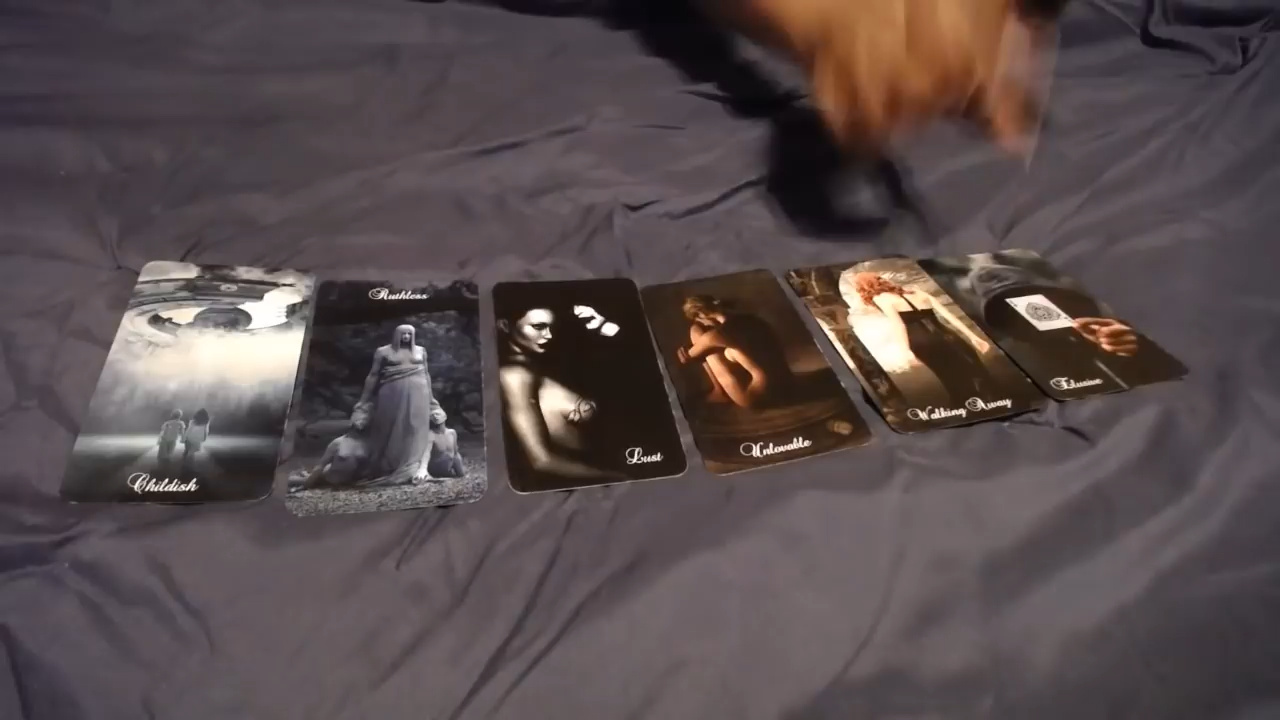 Childish
Ruthless
Lust
Unlovable
Walking Away
Elusive